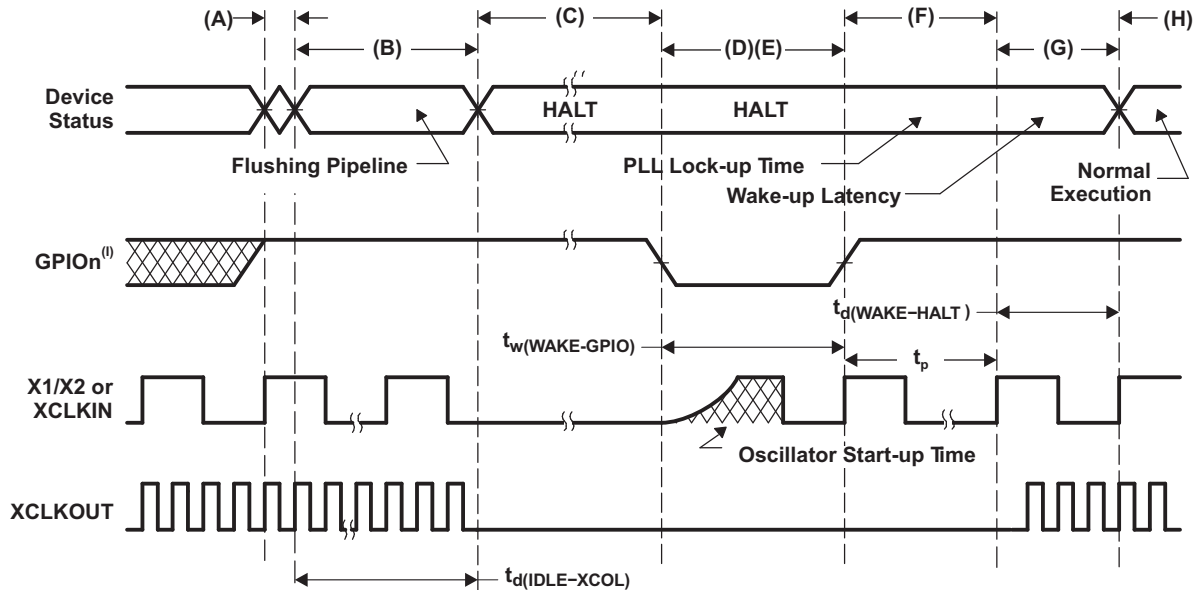 (A)
(C)
(F)
(H)
(B)
(D)(E)
(G)
Device
Status
HALT
HALT
Flushing Pipeline
PLL Lock-up Time
Wake-up Latency
Normal
Execution
GPIOn(I)
td(WAKE−HALT)
tw(WAKE-GPIO)
tp
X1/X2 or
XCLKIN
Oscillator Start-up Time
XCLKOUT
td(IDLE−XCOL)